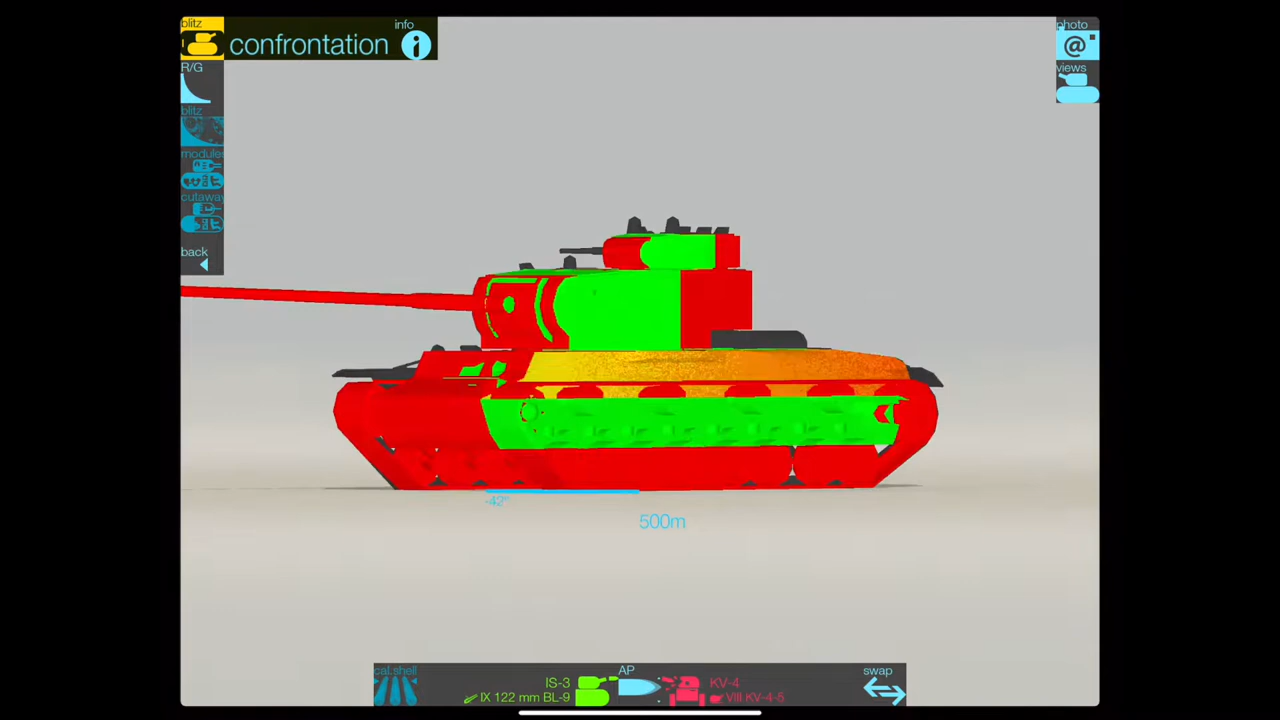 blitz
confrontation
info
photo
@
R/G
views
blitz
modules
cutaway
back
-42°
500m
cal.shell
IS-3
IX 122 mm BL-9
AP
KV-4
VIII KV-4-5
swap